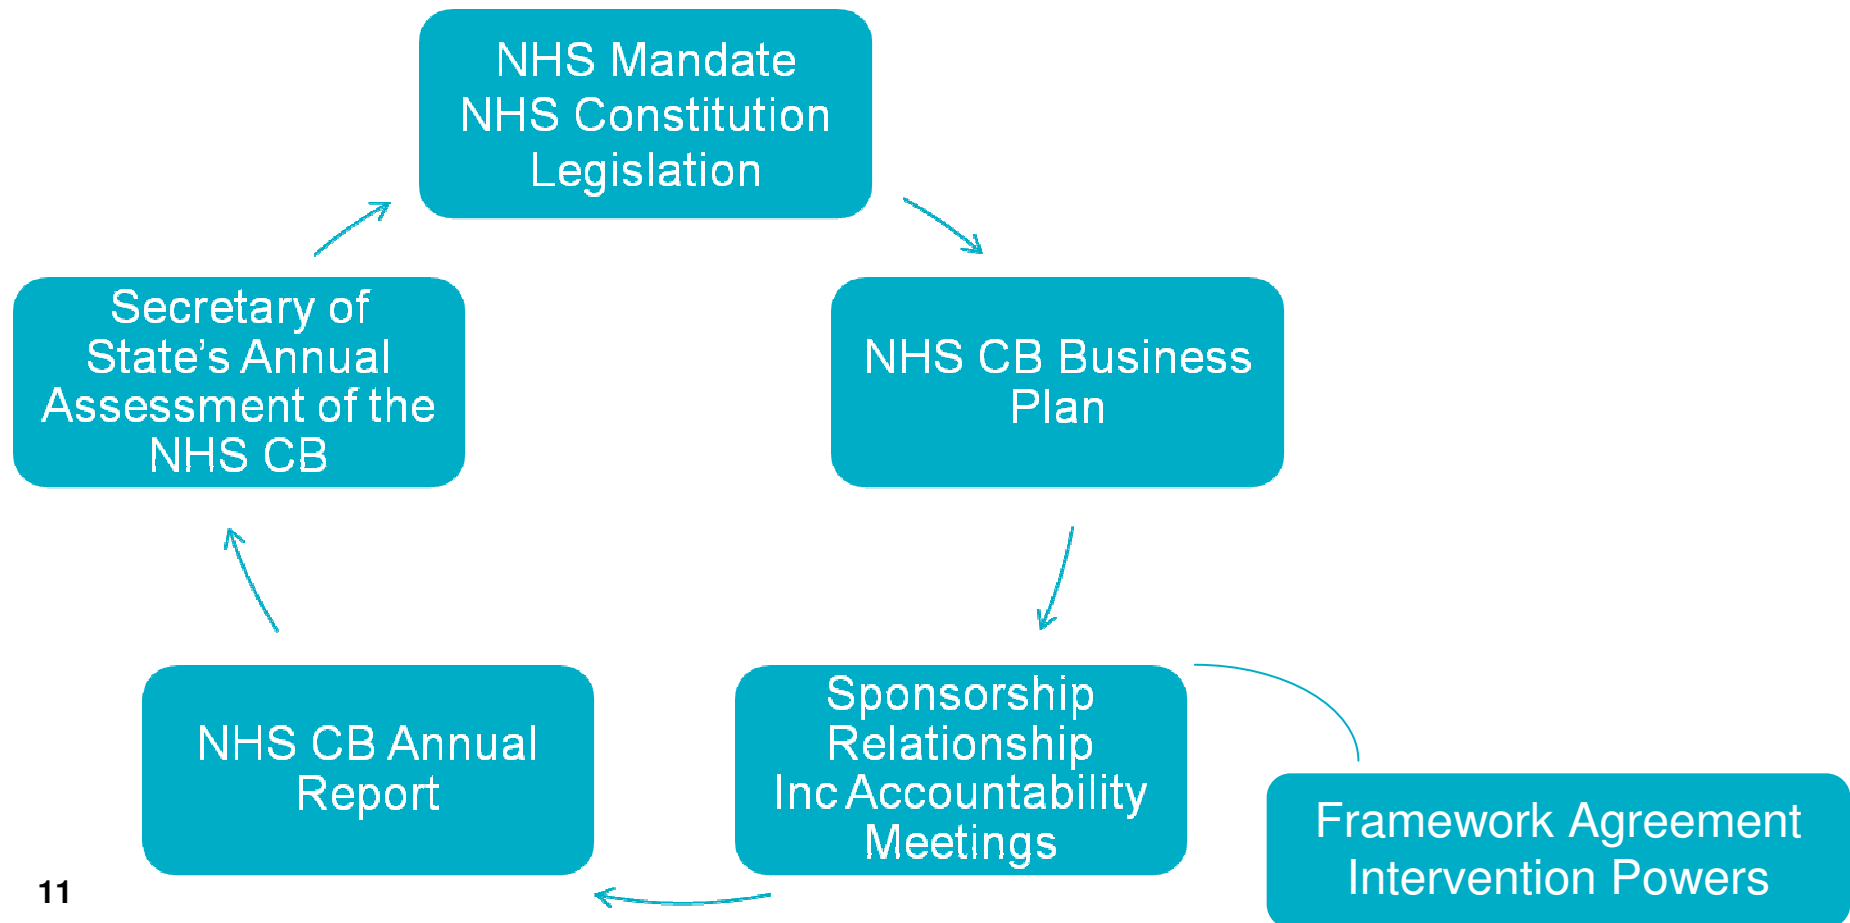 NHS Mandate
NHS Constitution
Legislation
Secretary of
State’s Annual
Assessment of the
NHS CB
NHS CB Business
Plan
NHS CB Annual
Report
Sponsorship
Relationship
Inc Accountability
Meetings
Framework Agreement
Intervention Powers
11